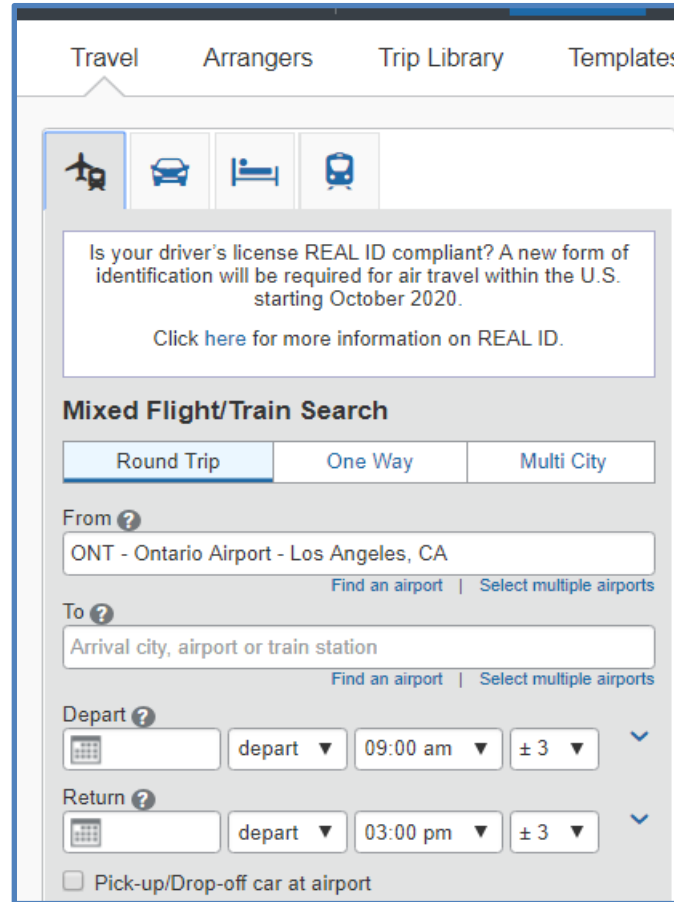 Travel Arrangers Trip Library Templates
Is your driver's license REAL ID compliant? A new form of
identification will be required for air travel within the U.S.
starting October 2020.
Click here for more information on REAL ID.
Mixed Flight/Train Search
Round Trip One Way Multi City
From ?
ONT - Ontario Airport - Los Angeles, CA
Find an airport | Select multiple airports
To ?
Arrival city, airport or train station
Find an airport | Select multiple airports
Depart ?
depart ▼ 09:00 am ▼ ± 3 ▼
Return ?
depart ▼ 03:00 pm ▼ ± 3 ▼
Pick-up/Drop-off car at airport